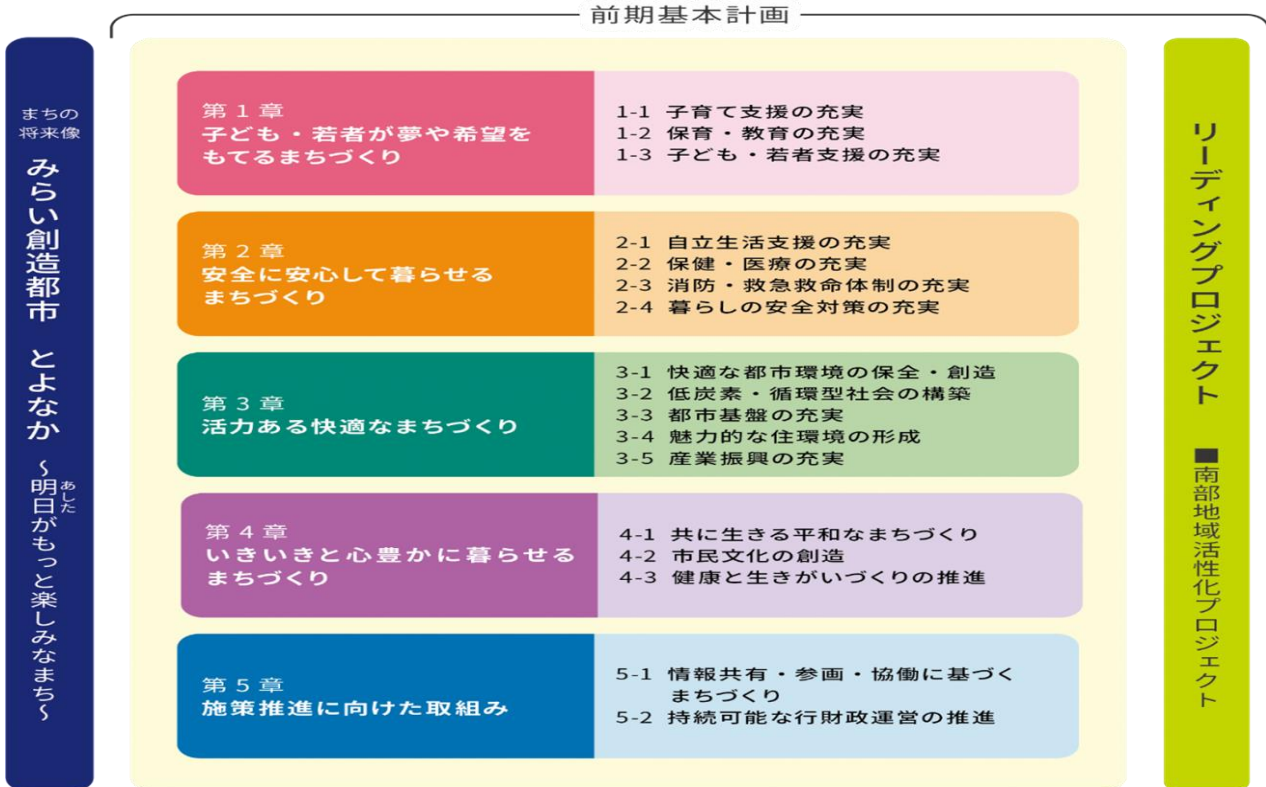 前期基本計画
まちの
将来像
みらい創造都市 とよなか
～明日がもっと楽しみなまち～
あした
第1章
子ども・若者が夢や希望を
もてるまちづくり
1-1 子育て支援の充実
1-2 保育・教育の充実
1-3 子ども・若者支援の充実
第2章
安全に安心して暮らせる
まちづくり
2-1 自立生活支援の充実
2-2 保健・医療の充実
2-3 消防・救急救命体制の充実
2-4 暮らしの安全対策の充実
第3章
活力ある快適なまちづくり
3-1 快適な都市環境の保全・創造
3-2 低炭素・循環型社会の構築
3-3 都市基盤の充実
3-4 魅力的な住環境の形成
3-5 産業振興の充実
第4章
いきいきと心豊かに暮らせる
まちづくり
4-1 共に生きる平和なまちづくり
4-2 市民文化の創造
4-3 健康と生きがいづくりの推進
第5章
施策推進に向けた取組み
5-1 情報共有・参画・協働に基づく
まちづくり
5-2 持続可能な行財政運営の推進
リーディングプロジェクト ■南部地域活性化プロジェクト